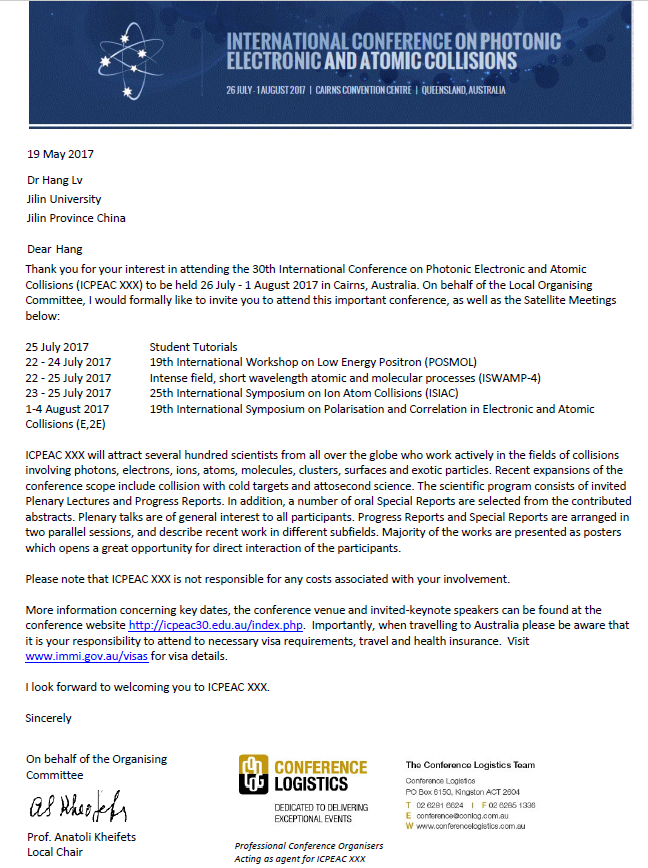 INTERNATIONAL CONFERENCE ON PHOTONIC
ELECTRONIC AND ATOMIC COLLISIONS
26 JULY - 1 AUGUST 2017 | CAIRNS CONVENTION CENTRE | QUEENSLAND, AUSTRALIA
19 May 2017
Dr Hang Lv
Jilin University
Jilin Province China
Dear Hang
Thank you for your interest in attending the 30th International Conference on Photonic Electronic and Atomic
Collisions (ICPEAC XXX) to be held 26 July - 1 August 2017 in Cairns, Australia. On behalf of the Local Organising
Committee, I would formally like to invite you to attend this important conference, as well as the Satellite Meetings
below:
25 July 2017 Student Tutorials
22 - 24 July 2017 19th International Workshop on Low Energy Positron (POSMOL)
22 - 25 July 2017 Intense field, short wavelength atomic and molecular processes (ISWAMP-4)
23 - 25 July 2017 25th International Symposium on Ion Atom Collisions (ISIAC)
1-4 August 2017 19th International Symposium on Polarisation and Correlation in Electronic and Atomic
Collisions (E,2E)
ICPEAC XXX will attract several hundred scientists from all over the globe who work actively in the fields of collisions
involving photons, electrons, ions, atoms, molecules, clusters, surfaces and exotic particles. Recent expansions of the
conference scope include collision with cold targets and attosecond science. The scientific program consists of invited
Plenary Lectures and Progress Reports. In addition, a number of oral Special Reports are selected from the contributed
abstracts. Plenary talks are of general interest to all participants. Progress Reports and Special Reports are arranged in
two parallel sessions, and describe recent work in different subfields. Majority of the works are presented as posters
which opens a great opportunity for direct interaction of the participants.
Please note that ICPEAC XXX is not responsible for any costs associated with your involvement.
More information concerning key dates, the conference venue and invited-keynote speakers can be found at the
conference website http://icpeac30.edu.au/index.php. Importantly, when travelling to Australia please be aware that
it is your responsibility to attend to necessary visa requirements, travel and health insurance. Visit
www.immi.gov.au/visas for visa details.
I look forward to welcoming you to ICPEAC XXX.
Sincerely
On behalf of the Organising
Committee
AS Kheifets
Prof. Anatoli Kheifets
Local Chair
CONFERENCE
LOGISTICS
DEDICATED TO DELIVERING
EXCEPTIONAL EVENTS
Professional Conference Organisers
Acting as agent for ICPEAC XXX
The Conference Logistics Team
Conference Logistics
PO Box 6150, Kingston ACT 2604
T 02 6281 6624 | F 02 6285 1336
E conference@conlog.com.au
W www.conferencelogistics.com.au